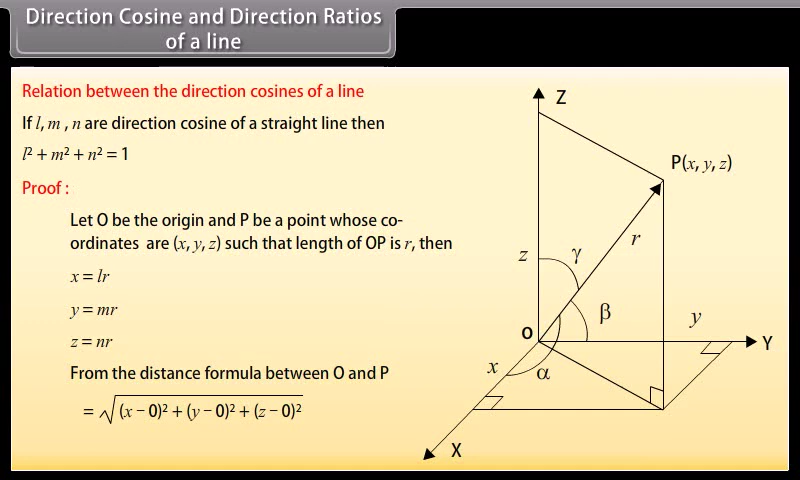 Direction Cosine and Direction Ratios
of a line
Relation between the direction cosines of a line
If l, m , n are direction cosine of a straight line then
l² + m² + n² = 1
Proof :
Let O be the origin and P be a point whose co-
ordinates are (x, y, z) such that length of OP is r, then
x = lr
y = mr
z = nr
From the distance formula between O and P
= √(x − 0)² + (y − 0)² + (z − 0)²
Z
P(x, y, z)
r
z
γ
β
y
O
Y
x
α
X